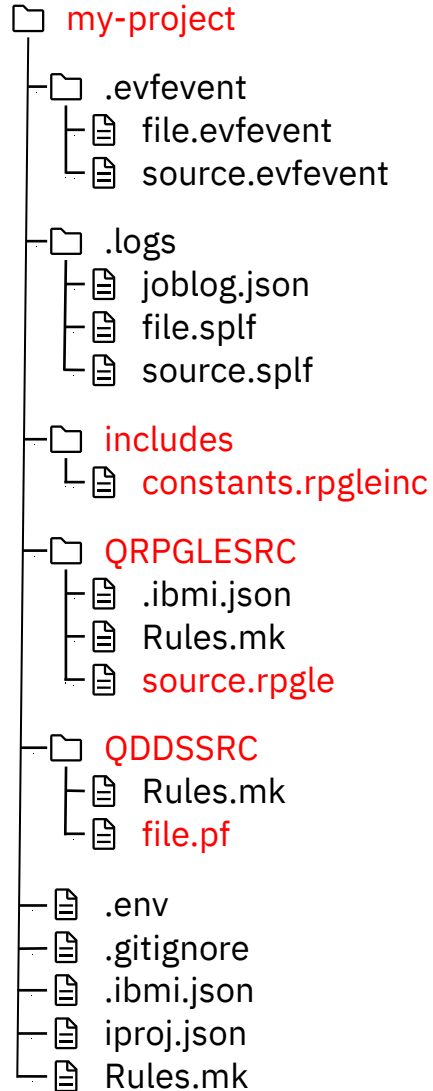 my-project
.evfevent
file.evfevent
source.evfevent
.logs
joblog.json
file.splf
source.splf
includes
constants.rpgleinc
QRPGLESRC
.ibmi.json
Rules.mk
source.rpgle
QDDSSRC
Rules.mk
file.pf
.env
.gitignore
.ibmi.json
iproj.json
Rules.mk